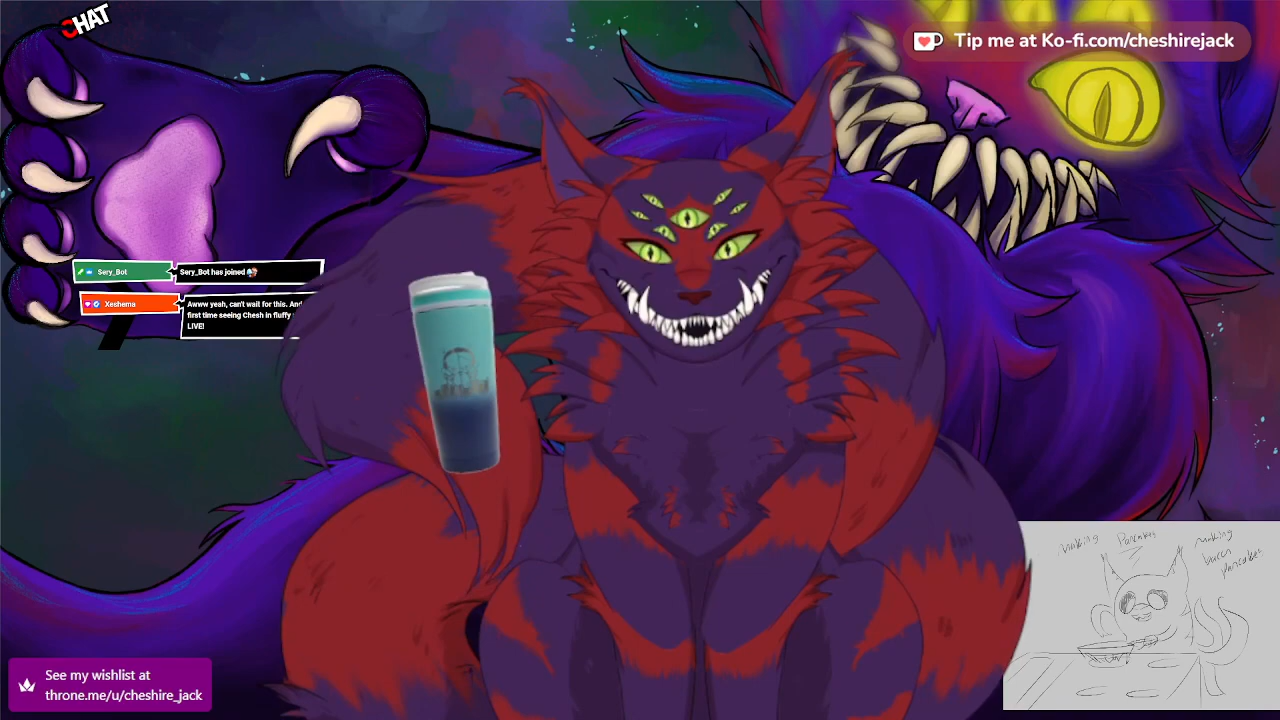 CHAT
Tip me at Ko-fi.com/cheshirejack
Sery_Bot
Sery_Bot has joined
Xeshema
Awww yeah, can't wait for this. And
first time seeing Chesh in fluffy
LIVE!
making Pancakes
making
bacon
pancakes
See my wishlist at
throne.me/u/cheshire_jack